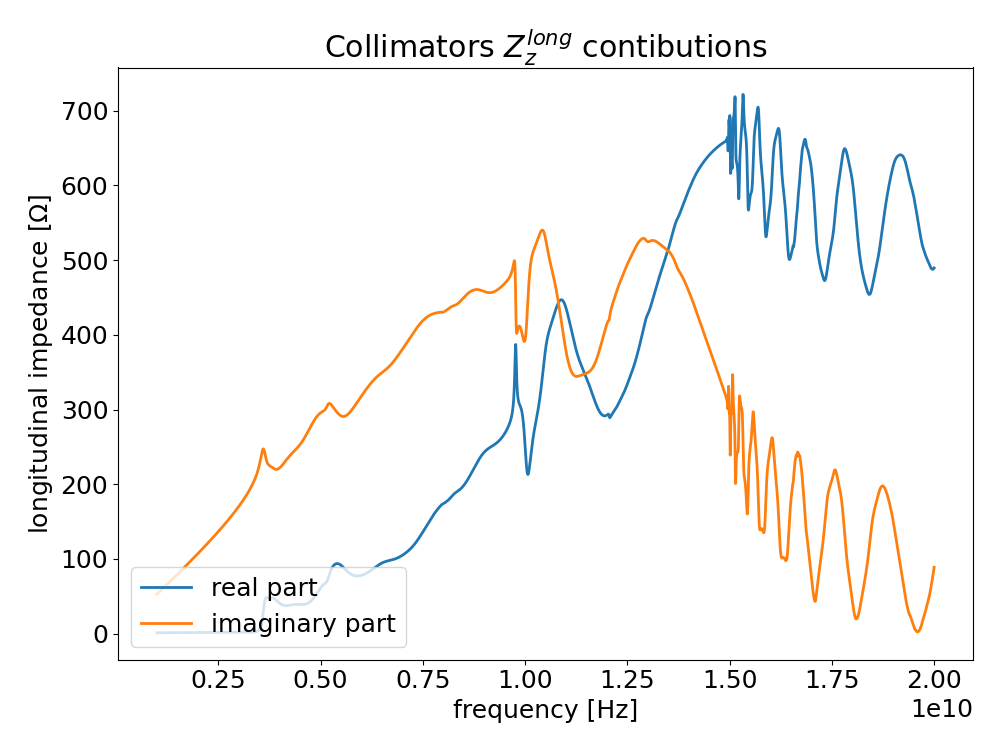 Collimators $Z_z^{long}$ contibutions
longitudinal impedance [Ω]
700
600
500
400
300
200
100
0
real part
imaginary part
0.25 0.50 0.75 1.00 1.25 1.50 1.75 2.00
1e10
frequency [Hz]